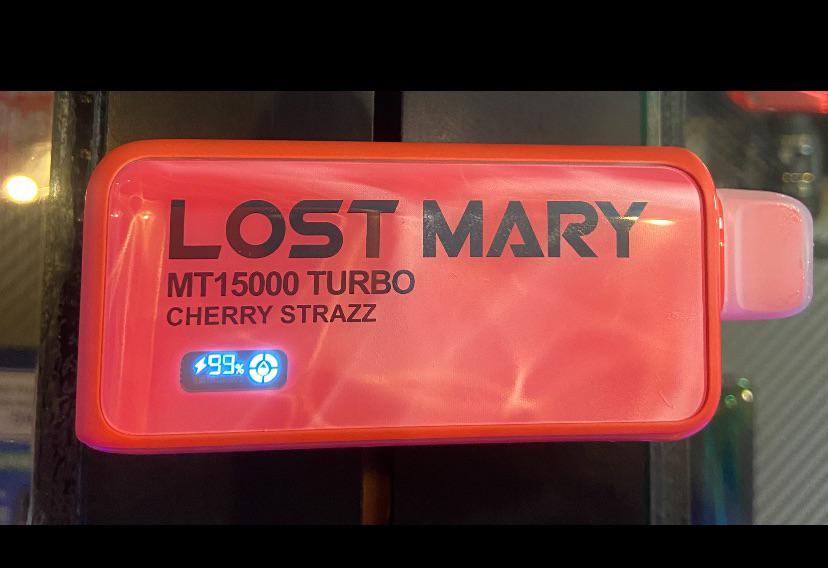 LOST MARY
MT15000 TURBO
CHERRY STRAZZ
99%